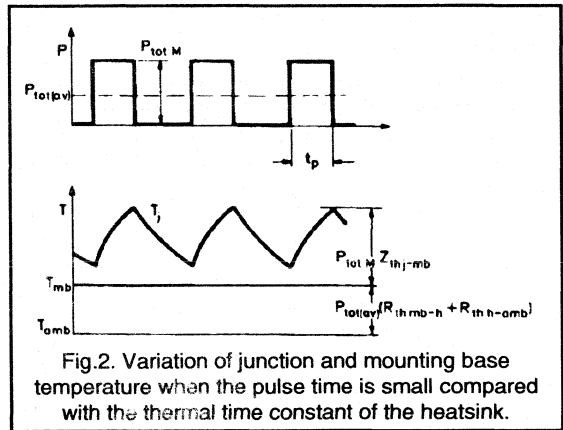 P
P tot M
P tot(av)
t p
T
T j
P tot M Z th j-mb
T mb
P tot(av) (R th mb-h + R th h-amb)
T amb
Fig.2. Variation of junction and mounting base
temperature when the pulse time is small compared
with the thermal time constant of the heatsink.